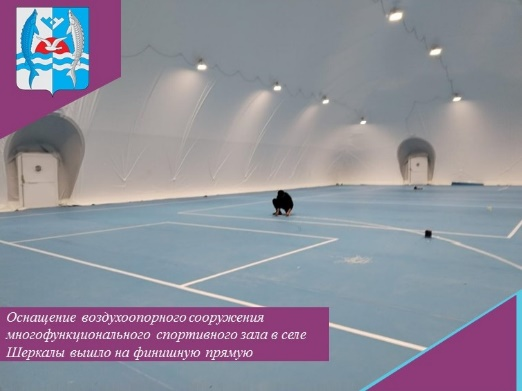 Оснащение воздухоопорного сооружения
многофункционального спортивного зала в селе
Шеркалы вышло на финишную прямую